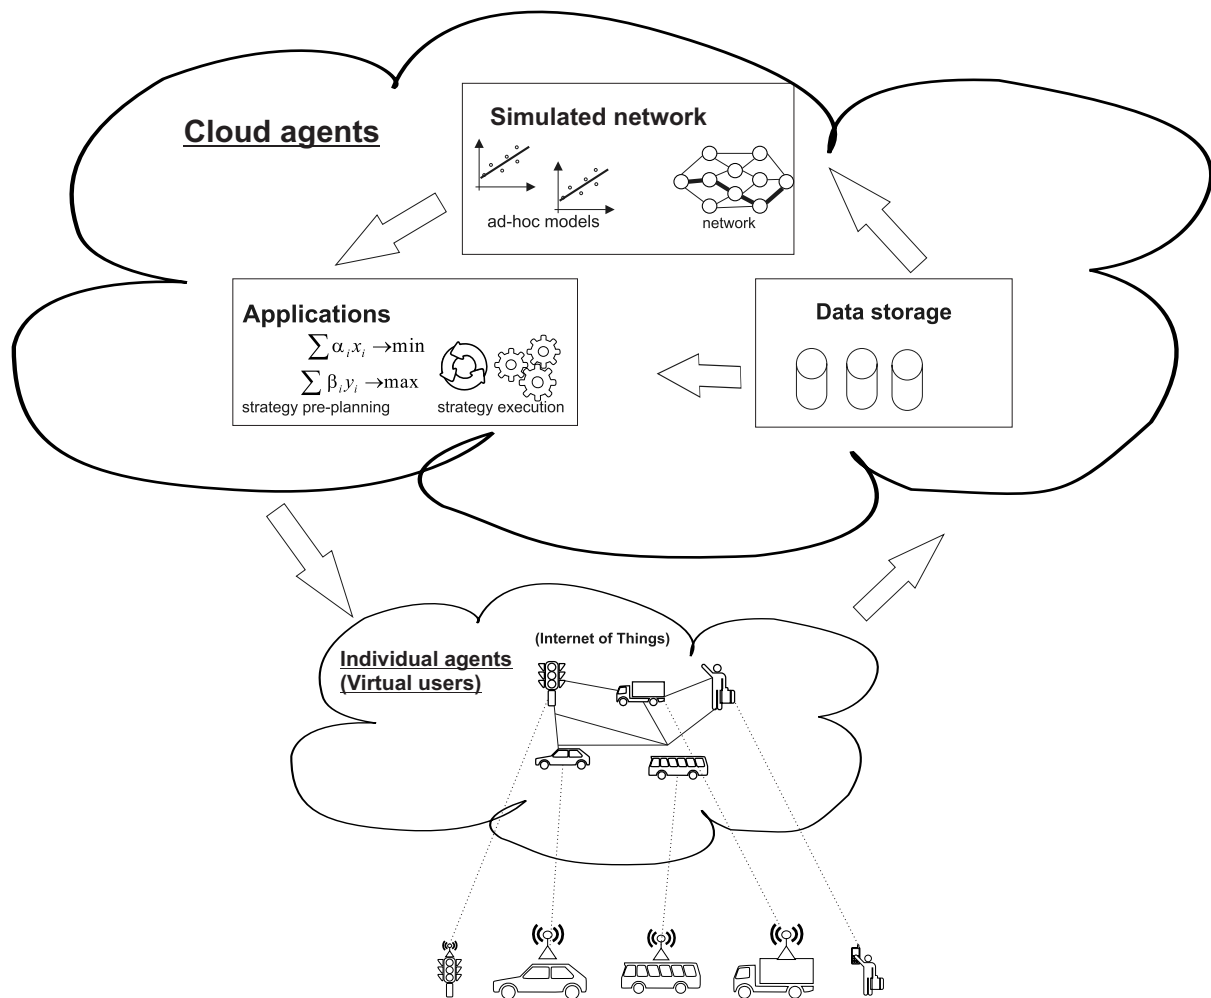 Cloud agents
Simulated network
ad-hoc models
network
Applications
∑ α_i x_i → min
∑ β_i y_i → max
strategy pre-planning
strategy execution
Data storage
(Internet of Things)
Individual agents
(Virtual users)